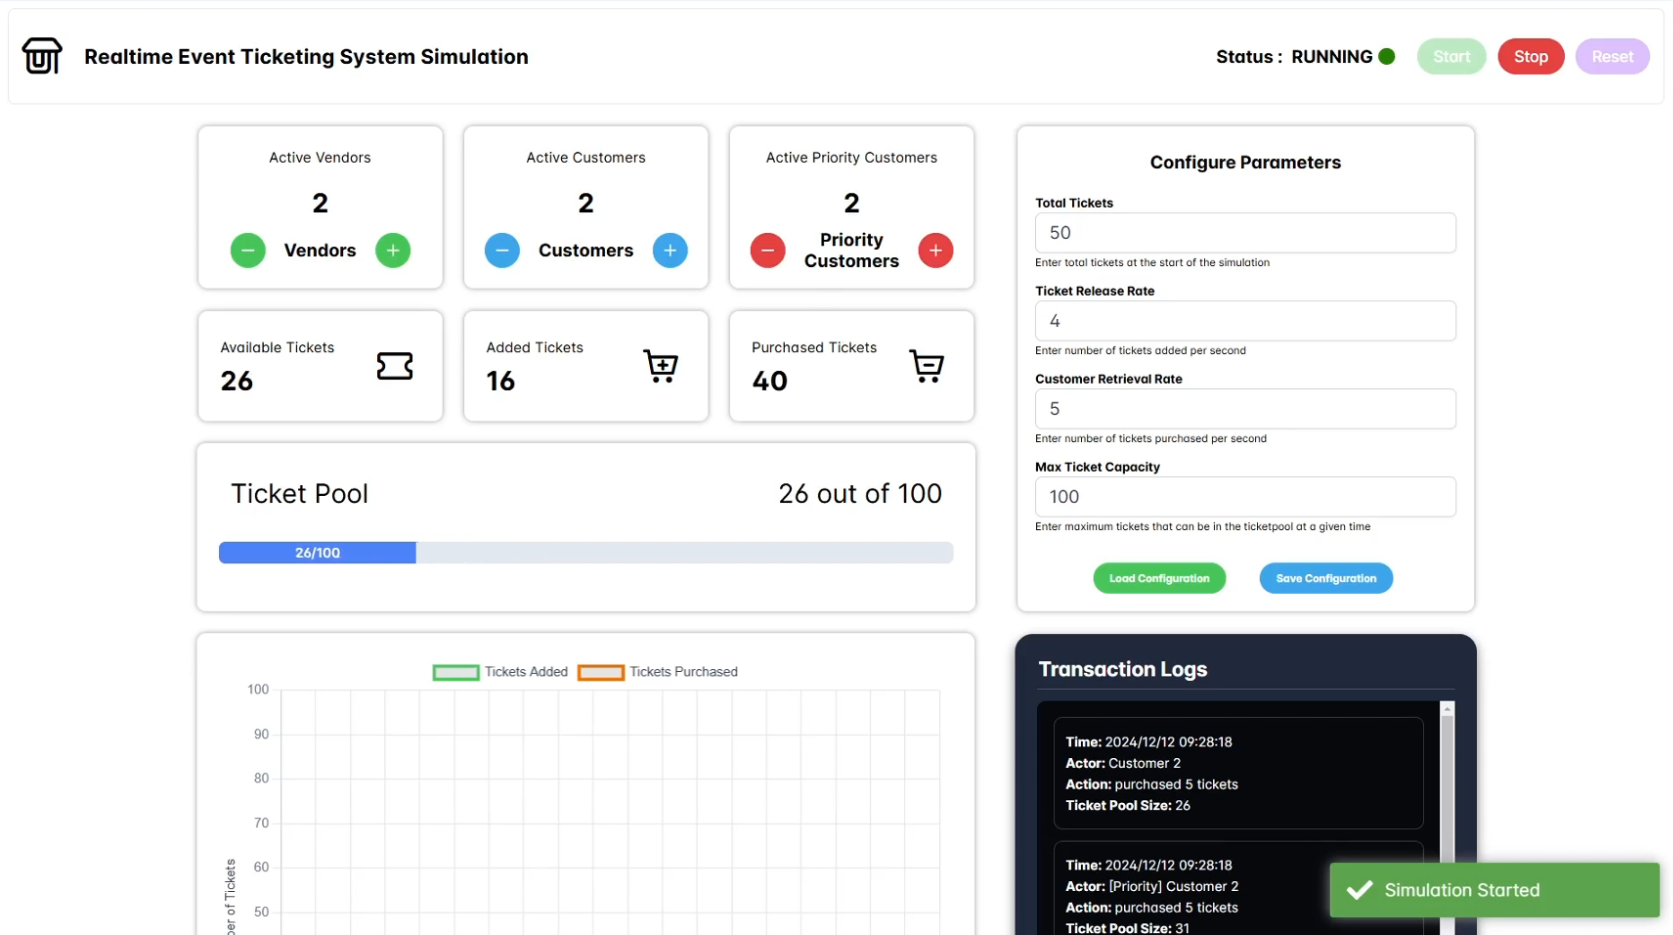 Realtime Event Ticketing System Simulation
Status : RUNNING
Start
Stop
Reset
Active Vendors
2
− Vendors +
Active Customers
2
− Customers +
Active Priority Customers
2
− Priority Customers +
Available Tickets
26
Added Tickets
16
Purchased Tickets
40
Ticket Pool
26 out of 100
26/100
Configure Parameters
Total Tickets
50
Enter total tickets at the start of the simulation
Ticket Release Rate
4
Enter number of tickets added per second
Customer Retrieval Rate
5
Enter number of tickets purchased per second
Max Ticket Capacity
100
Enter maximum tickets that can be in the ticketpool at a given time
Load Configuration
Save Configuration
Tickets Added
Tickets Purchased
100
90
80
70
60
50
of Tickets
Transaction Logs
Time: 2024/12/12 09:28:18
Actor: Customer 2
Action: purchased 5 tickets
Ticket Pool Size: 26
Time: 2024/12/12 09:28:18
Actor: [Priority] Customer 2
Action: purchased 5 tickets
Ticket Pool Size: 31
Simulation Started